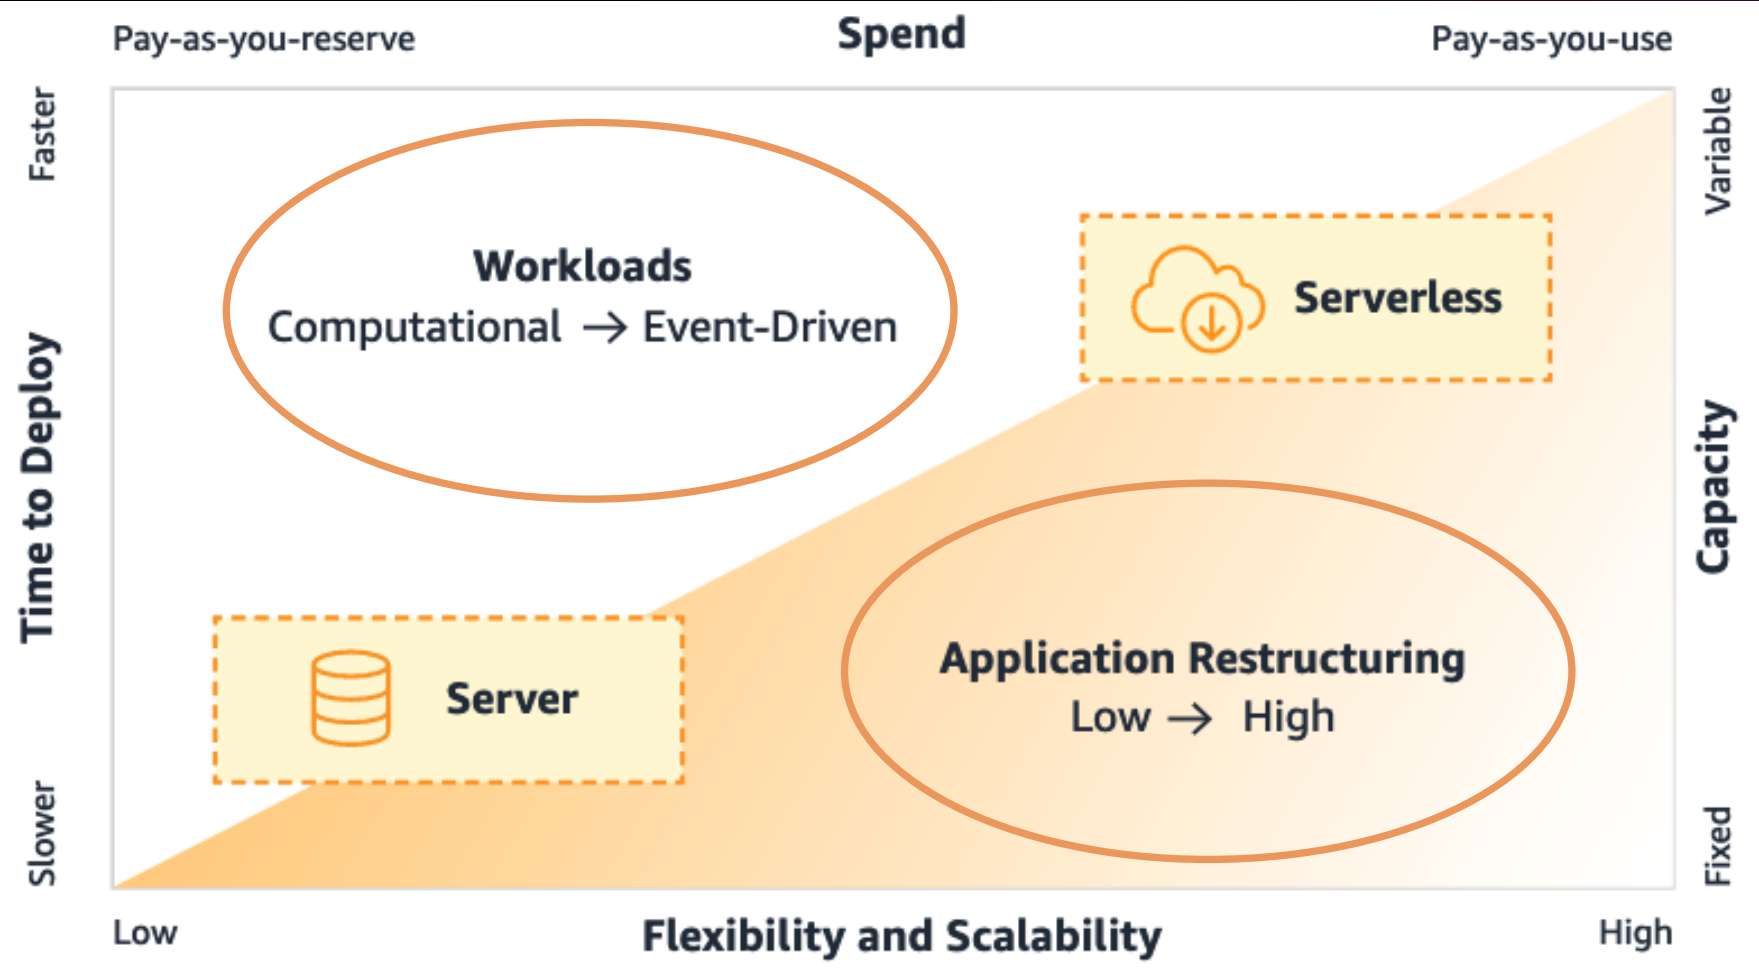 Pay-as-you-reserve
Spend
Pay-as-you-use
Faster
Variable
Workloads
Computational → Event-Driven
Serverless
Time to Deploy
Capacity
Server
Application Restructuring
Low → High
Slower
Fixed
Low
Flexibility and Scalability
High